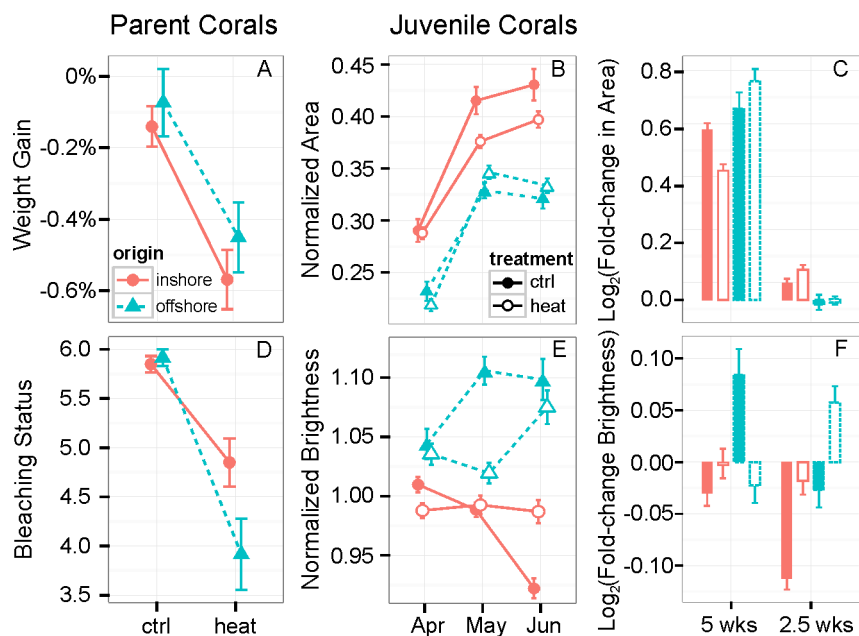 Parent Corals
Juvenile Corals
Weight Gain
0%
-0.2%
-0.4%
-0.6%
A
origin
inshore
offshore
Normalized Area
0.45
0.40
0.35
0.30
0.25
B
treatment
ctrl
heat
Log₂(Fold-change in Area)
0.8
0.6
0.4
0.2
0.0
C
Bleaching Status
6.0
5.5
5.0
4.5
4.0
3.5
D
ctrl heat
Normalized Brightness
1.10
1.05
1.00
0.95
E
Apr May Jun
Log₂(Fold-change Brightness)
0.10
0.05
0.00
-0.05
-0.10
F
5 wks 2.5 wks